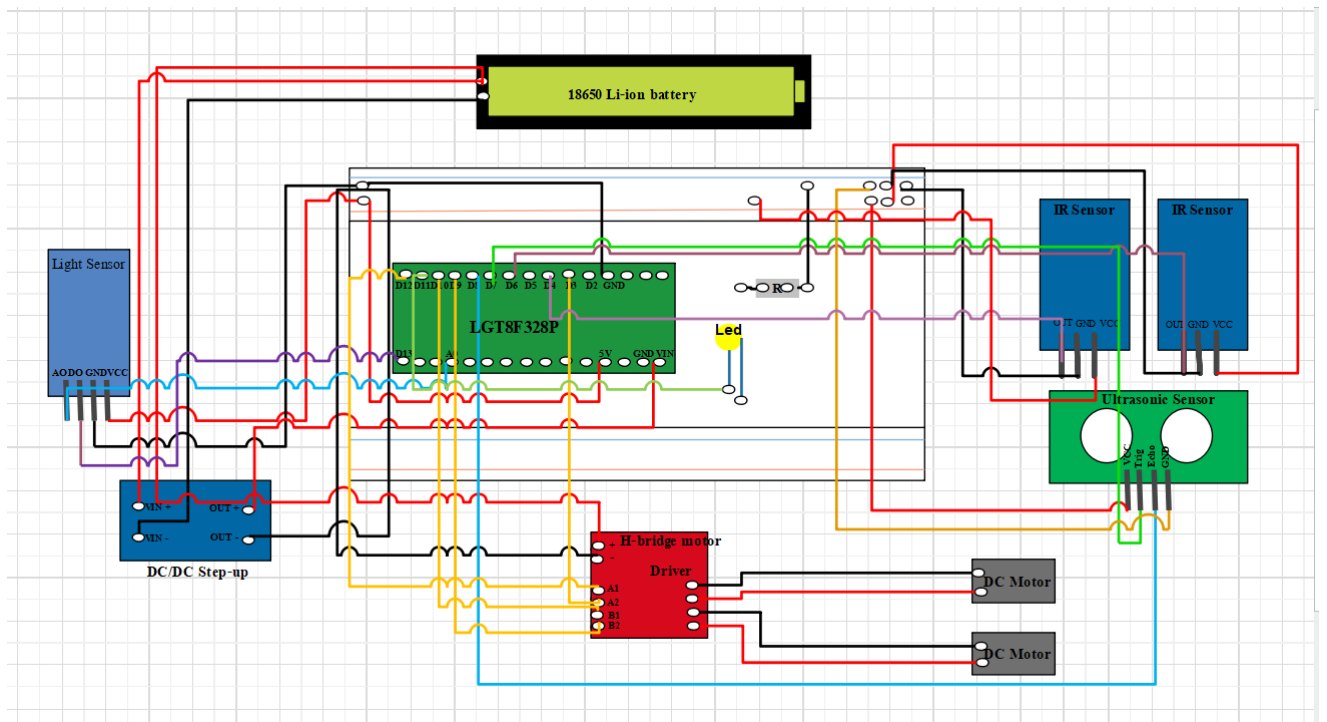 18650 Li-ion battery
IR Sensor
IR Sensor
Light Sensor
D12
D11
D10
D9
D8
D7
D6
D5
D4
D3
D2
GND
R
LGT8F328P
Led
OUT
GND
VCC
OUT
GND
VCC
D13
A0
5V
GND
VIN
AO
DO
GND
VCC
Ultrasonic Sensor
VCC
Trig
Echo
GND
VIN +
OUT +
VIN -
OUT -
DC/DC Step-up
H-bridge motor
Driver
+
-
A1
A2
B1
B2
DC Motor
DC Motor